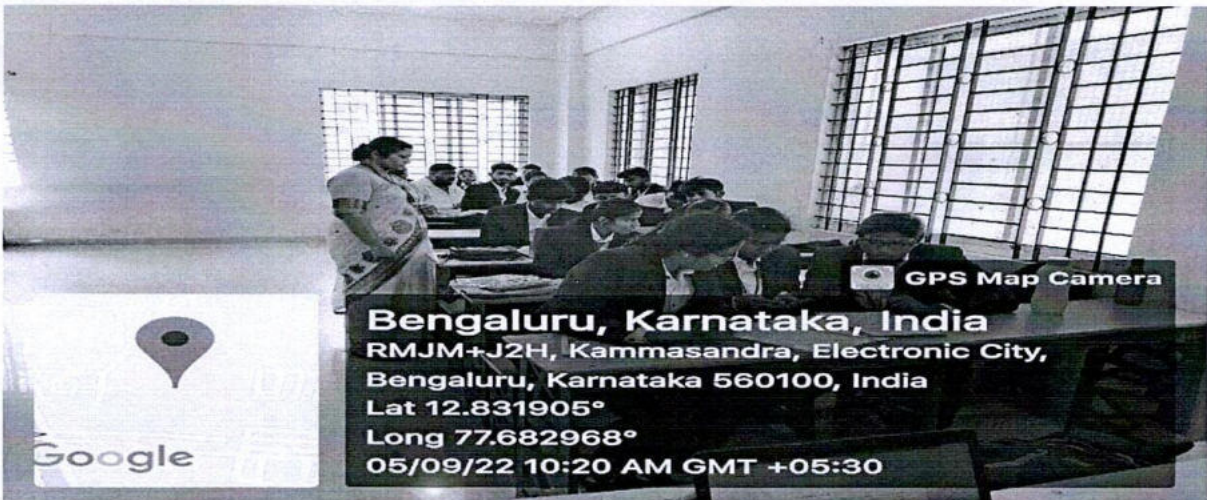 GPS Map Camera
Bengaluru, Karnataka, India
RMJM+J2H, Kammasandra, Electronic City,
Bengaluru, Karnataka 560100, India
Lat 12.831905°
Long 77.682968°
05/09/22 10:20 AM GMT +05:30
Google